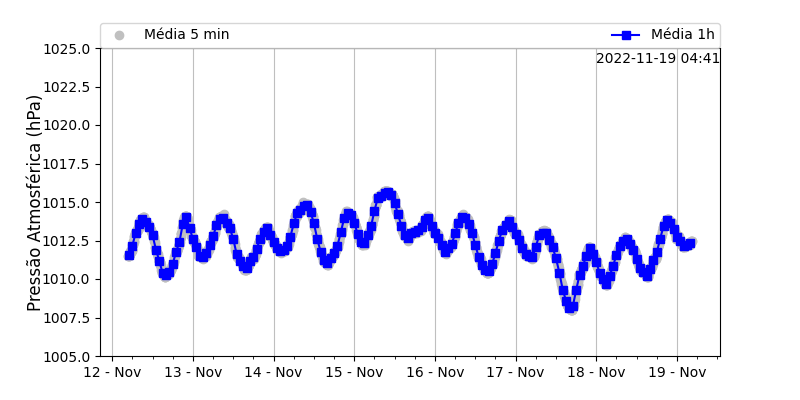 Média 5 min
Média 1h
2022-11-19 04:41
Pressão Atmosférica (hPa)
1025.0
1022.5
1020.0
1017.5
1015.0
1012.5
1010.0
1007.5
1005.0
12 - Nov
13 - Nov
14 - Nov
15 - Nov
16 - Nov
17 - Nov
18 - Nov
19 - Nov